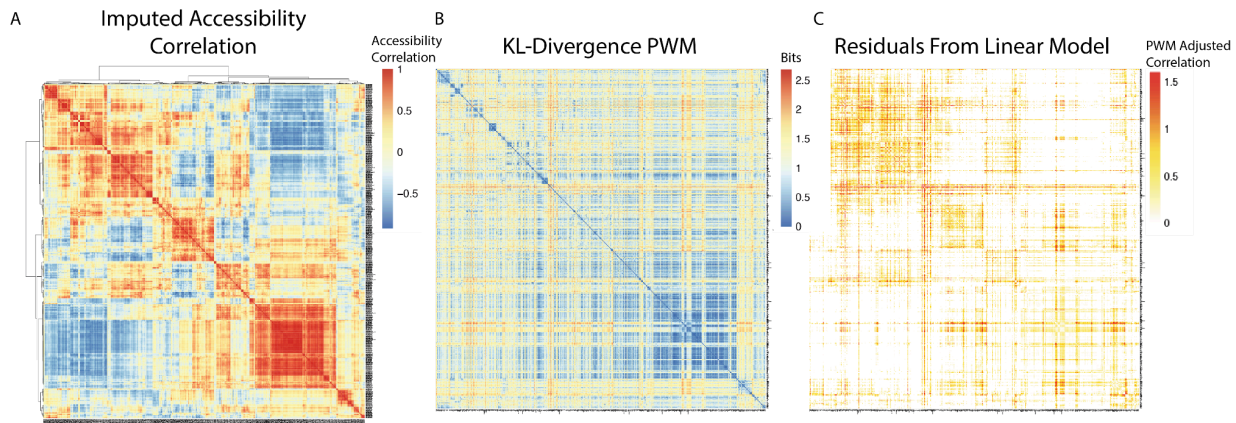 A
Imputed Accessibility
Correlation
Accessibility
Correlation
1
0.5
0
−0.5
B
KL-Divergence PWM
Bits
2.5
2
1.5
1
0.5
0
C
Residuals From Linear Model
PWM Adjusted
Correlation
1.5
1
0.5
0